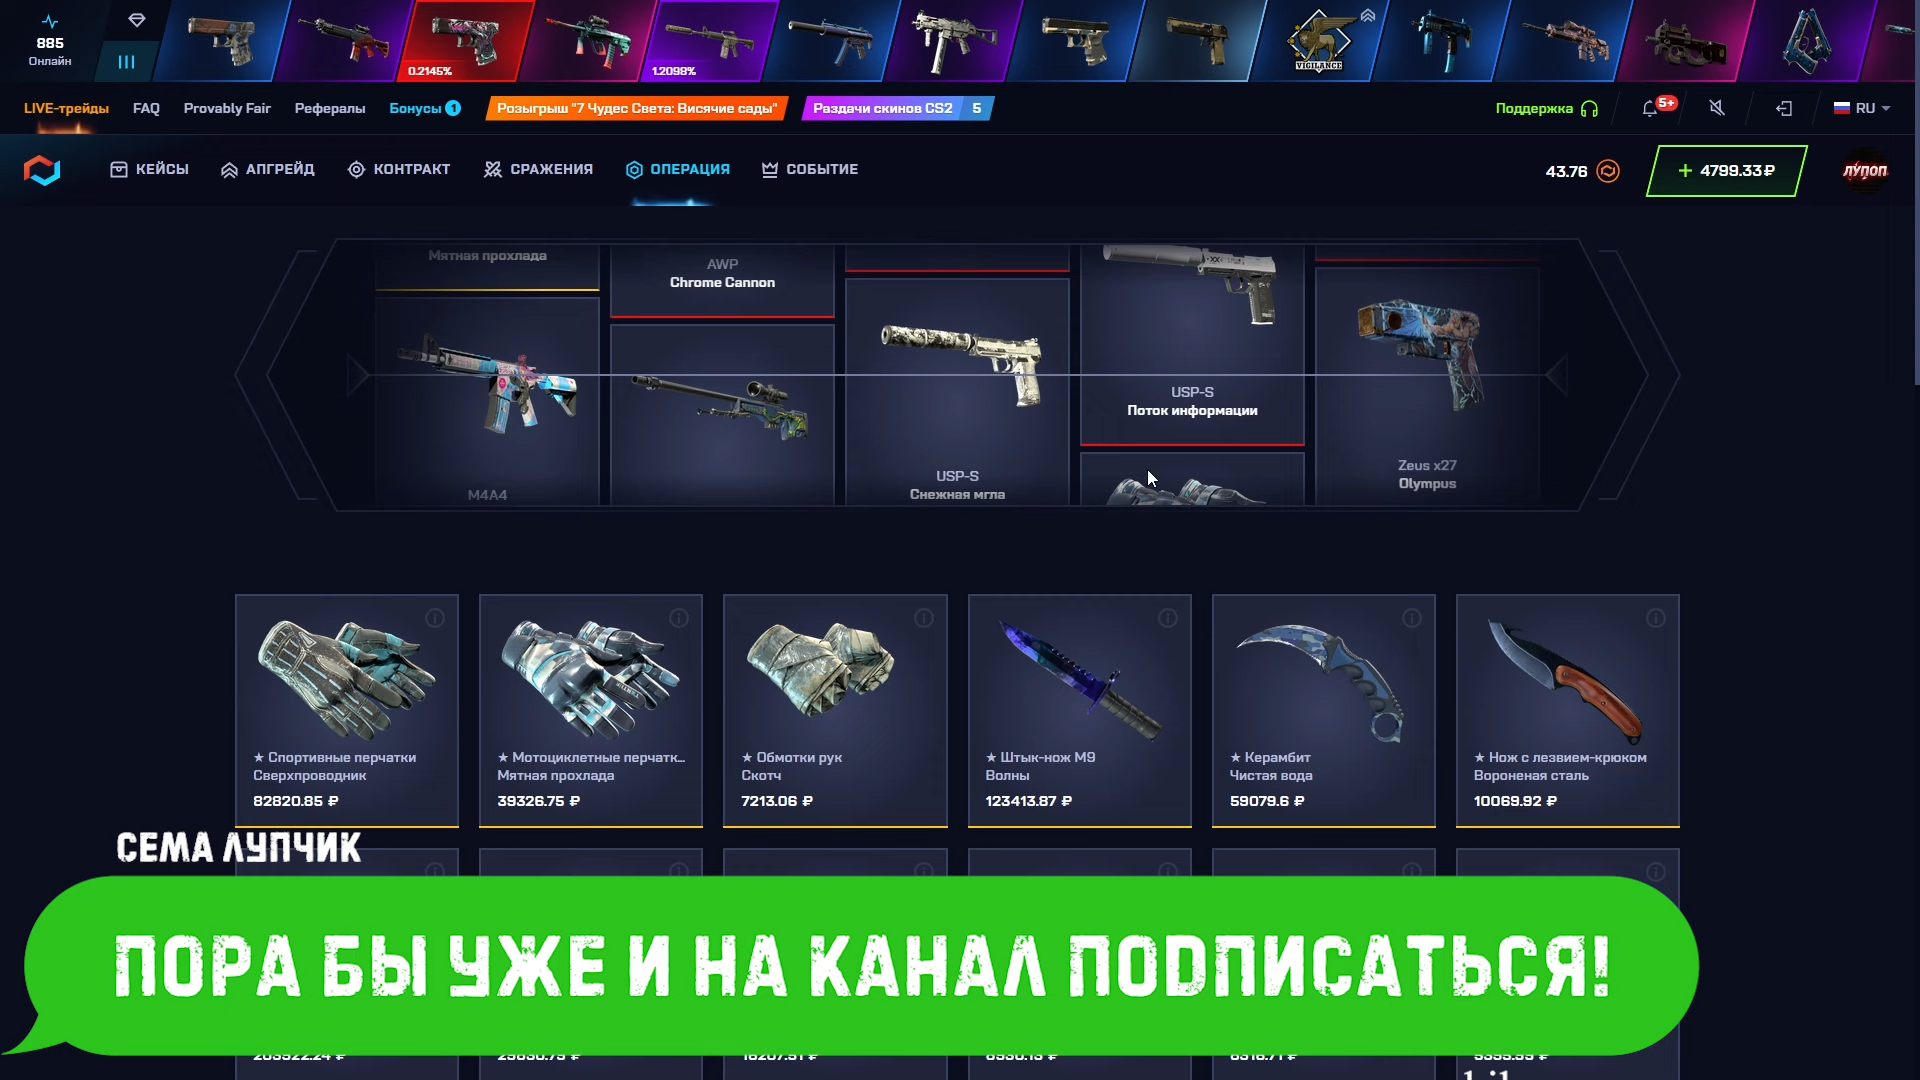 885
Онлайн
0.2145%
1.2098%
VIGILANCE
LIVE-трейды
FAQ
Provably Fair
Рефералы
Бонусы 1
Розыгрыш "7 Чудес Света: Висячие сады"
Раздачи скинов CS2 5
Поддержка
5+
RU
КЕЙСЫ
АПГРЕЙД
КОНТРАКТ
СРАЖЕНИЯ
ОПЕРАЦИЯ
СОБЫТИЕ
43.76
+ 4799.33₽
ЛУПОП
Мятная прохлада
AWP
Chrome Cannon
USP-S
Поток информации
M4A4
USP-S
Снежная мгла
Zeus x27
Olympus
★ Спортивные перчатки
Сверхпроводник
82820.85 ₽
★ Мотоциклетные перчатк...
Мятная прохлада
39326.75 ₽
★ Обмотки рук
Скотч
7213.06 ₽
★ Штык-нож M9
Волны
123413.87 ₽
★ Керамбит
Чистая вода
59079.6 ₽
★ Нож с лезвием-крюком
Вороненая сталь
10069.92 ₽
СЕМА ЛУПЧИК
ПОРА БЫ УЖЕ И НА КАНАЛ ПОДПИСАТЬСЯ!